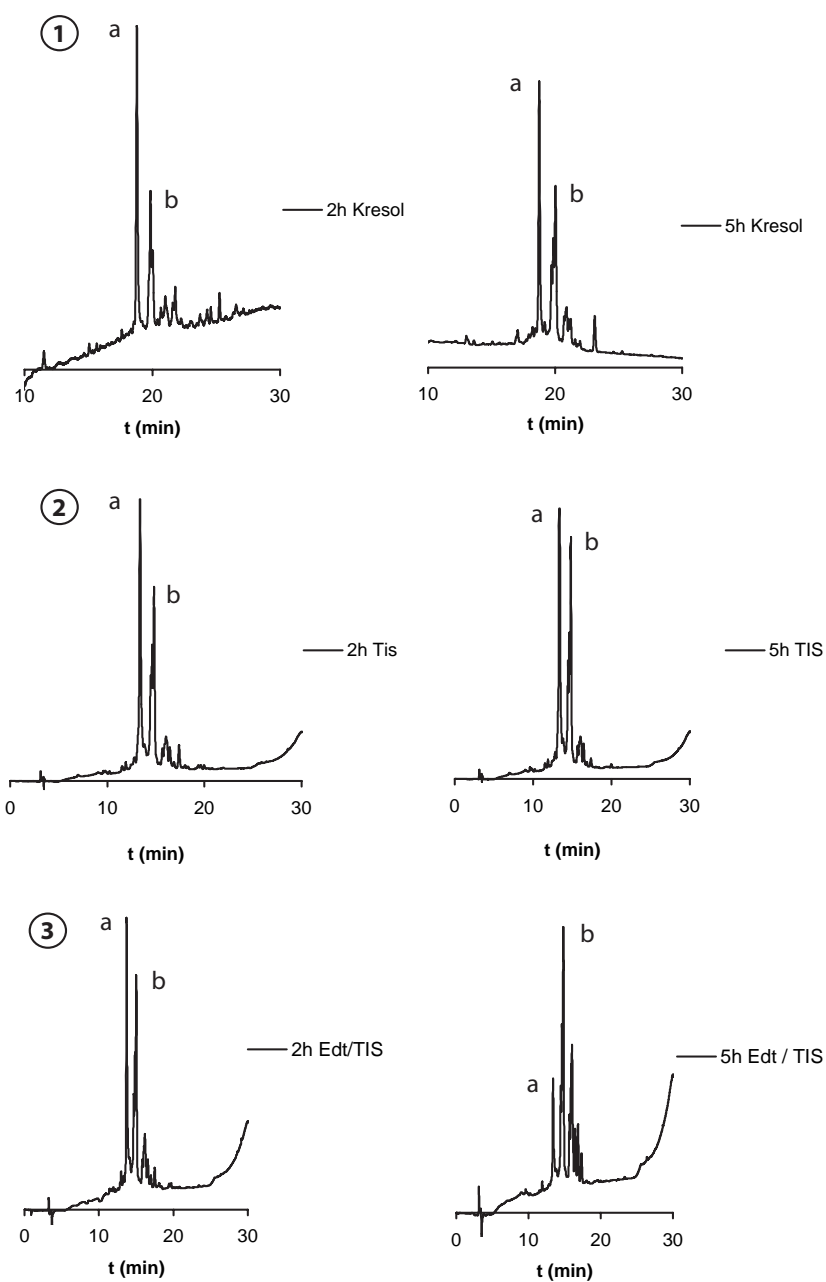 1
a
b
2h Kresol
10 20 30
t (min)
a
b
5h Kresol
10 20 30
t (min)
2
a
b
2h Tis
0 10 20 30
t (min)
a
b
5h TIS
0 10 20 30
t (min)
3
a
b
2h Edt/TIS
0 10 20 30
t (min)
b
a
5h Edt / TIS
0 10 20 30
t (min)